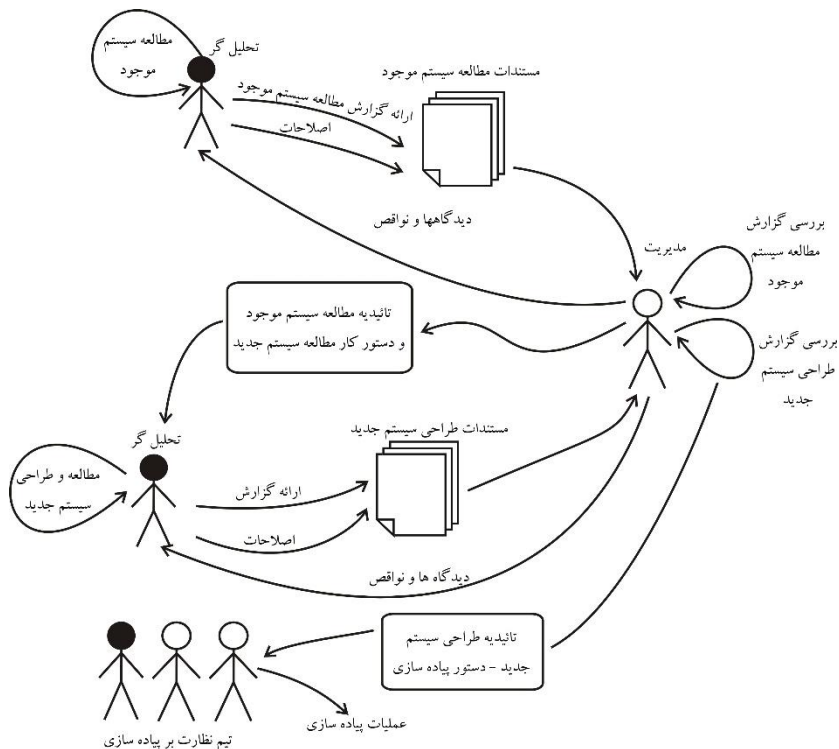 تحلیل گر
مطالعه سیستم
موجود
مستندات مطالعه سیستم موجود
ارائه گزارش مطالعه سیستم موجود
اصلاحات
دیدگاهها و نواقص
مدیریت
بررسی گزارش
مطالعه سیستم
موجود
تائیدیه مطالعه سیستم موجود
و دستور کار مطالعه سیستم جدید
بررسی گزارش
طراحی سیستم
جدید
تحلیل گر
مستندات طراحی سیستم جدید
مطالعه و طراحی
سیستم جدید
ارائه گزارش
اصلاحات
دیدگاه ها و نواقص
تائیدیه طراحی سیستم
جدید - دستور پیاده سازی
عملیات پیاده سازی
تیم نظارت بر پیاده سازی